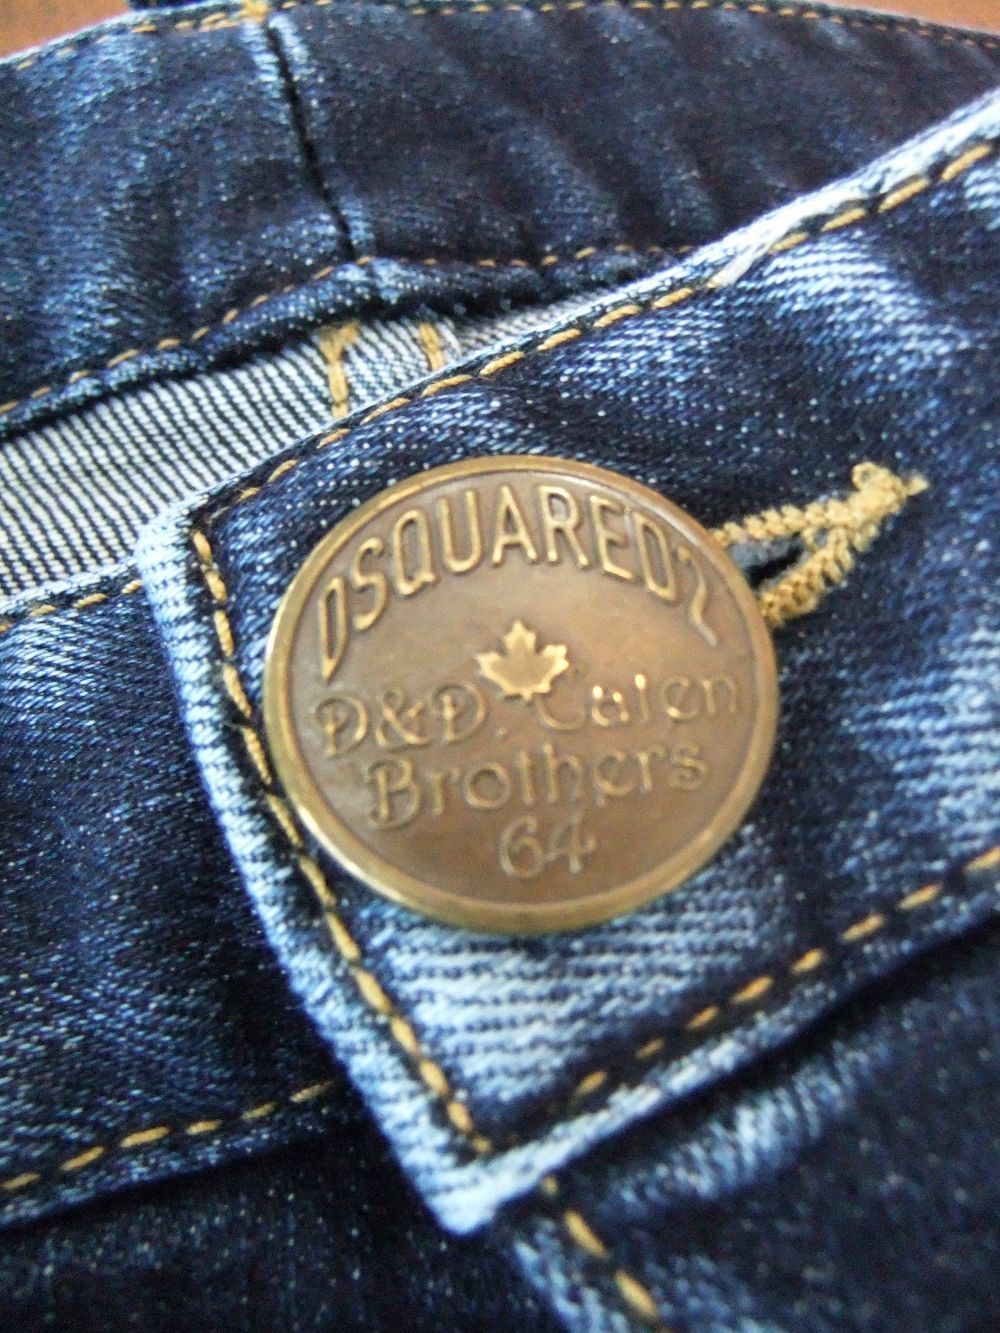 DSQUARED2
D&D. Caten
Brothers
64